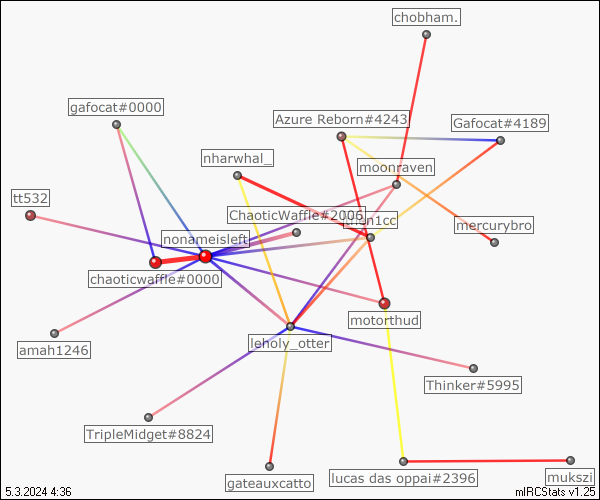 chobham.
gafocat#0000
Azure Reborn#4243
Gafocat#4189
nharwhal_
moonraven
tt532
ChaoticWaffle#2006
nonameisleft
mercurybro
chaoticwaffle#0000
motorthud
leholy_otter
amah1246
Thinker#5995
TripleMidget#8824
gateauxcatto
lucas das oppai#2396
mukszi
5.3.2024 4:36
mIRCStats v1.25